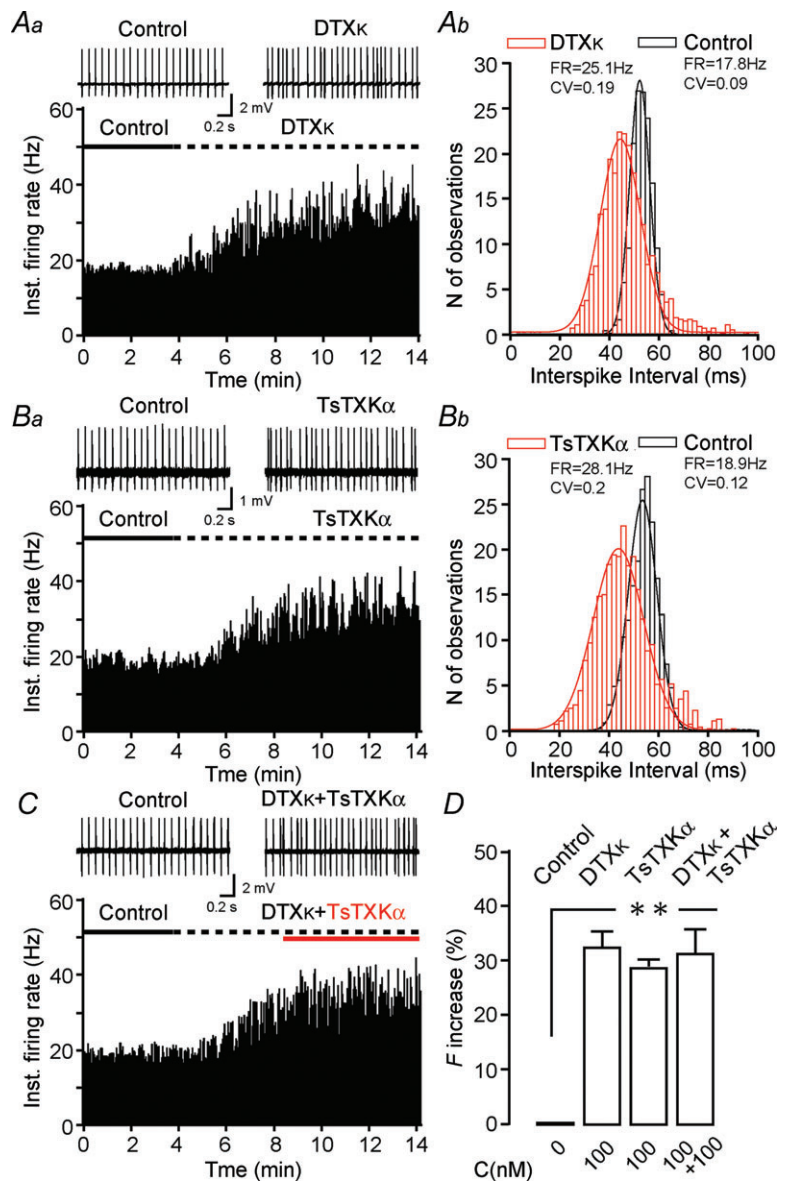 Aa
Control
DTXK
2 mV
0.2 s
Control
DTXK
Inst. firing rate (Hz)
60
40
20
0
0 2 4 6 8 10 12 14
Tme (min)
Ab
DTXK
FR=25.1Hz
CV=0.19
Control
FR=17.8Hz
CV=0.09
N of observations
30
25
20
15
10
5
0
0 20 40 60 80 100
Interspike Interval (ms)
Ba
Control
TsTXKα
1 mV
0.2 s
Control
TsTXKα
Inst. firing rate (Hz)
60
40
20
0
0 2 4 6 8 10 12 14
Time (min)
Bb
TsTXKα
FR=28.1Hz
CV=0.2
Control
FR=18.9Hz
CV=0.12
N of observations
30
25
20
15
10
5
0
0 20 40 60 80 100
Interspike Interval (ms)
C
Control
DTXK+TsTXKα
2 mV
0.2 s
Control
DTXK+TsTXKα
Inst. firing rate (Hz)
60
40
20
0
0 2 4 6 8 10 12 14
Tme (min)
D
Control
DTXK
TsTXKα
DTXK +
TsTXKα
* *
F increase (%)
50
40
30
20
10
0
C(nM)
0
100
100
100
+100